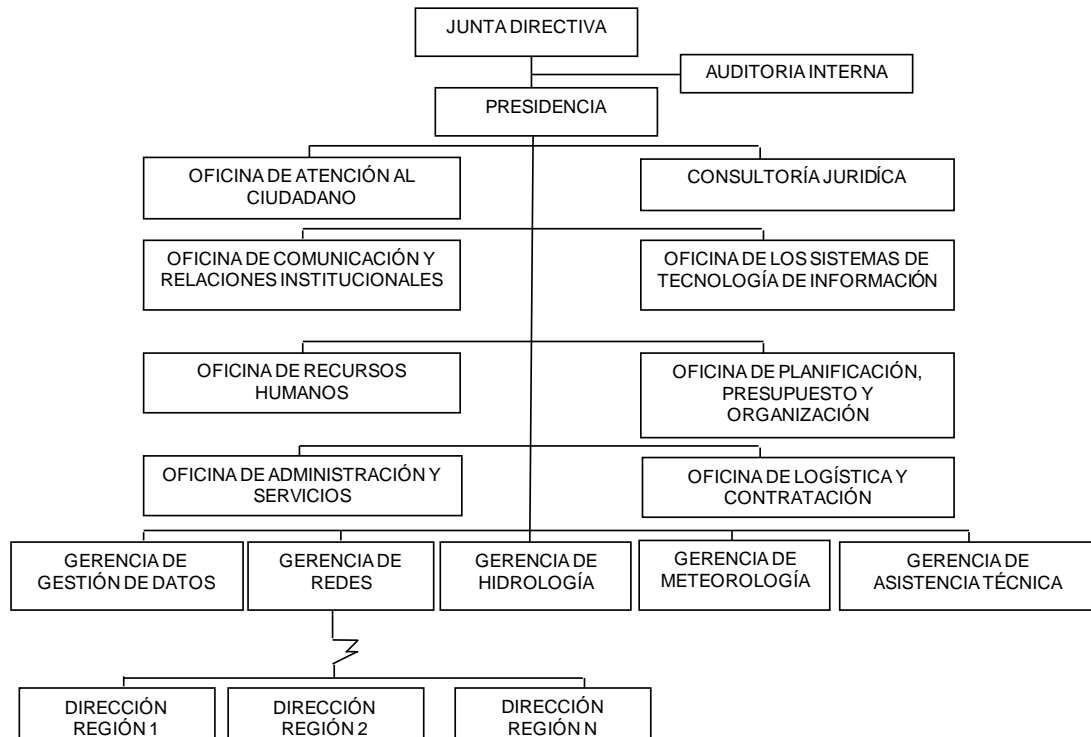 JUNTA DIRECTIVA
AUDITORIA INTERNA
PRESIDENCIA
OFICINA DE ATENCIÓN AL
CIUDADANO
CONSULTORÍA JURIDÍCA
OFICINA DE COMUNICACIÓN Y
RELACIONES INSTITUCIONALES
OFICINA DE LOS SISTEMAS DE
TECNOLOGÍA DE INFORMACIÓN
OFICINA DE RECURSOS
HUMANOS
OFICINA DE PLANIFICACIÓN,
PRESUPUESTO Y
ORGANIZACIÓN
OFICINA DE ADMINISTRACIÓN Y
SERVICIOS
OFICINA DE LOGÍSTICA Y
CONTRATACIÓN
GERENCIA DE
GESTIÓN DE DATOS
GERENCIA DE
REDES
GERENCIA DE
HIDROLOGÍA
GERENCIA DE
METEOROLOGÍA
GERENCIA DE
ASISTENCIA TÉCNICA
DIRECCIÓN
REGIÓN 1
DIRECCIÓN
REGIÓN 2
DIRECCIÓN
REGIÓN N